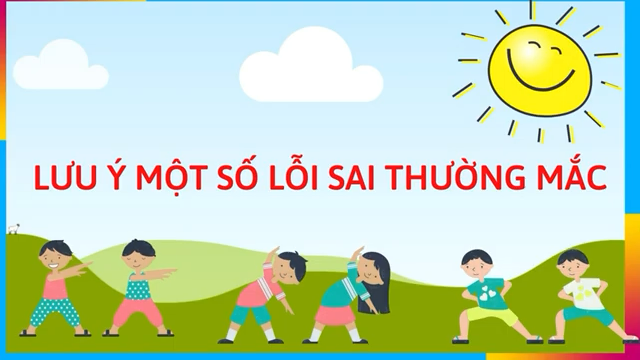 LƯU Ý MỘT SỐ LỖI SAI THƯỜNG MẮC